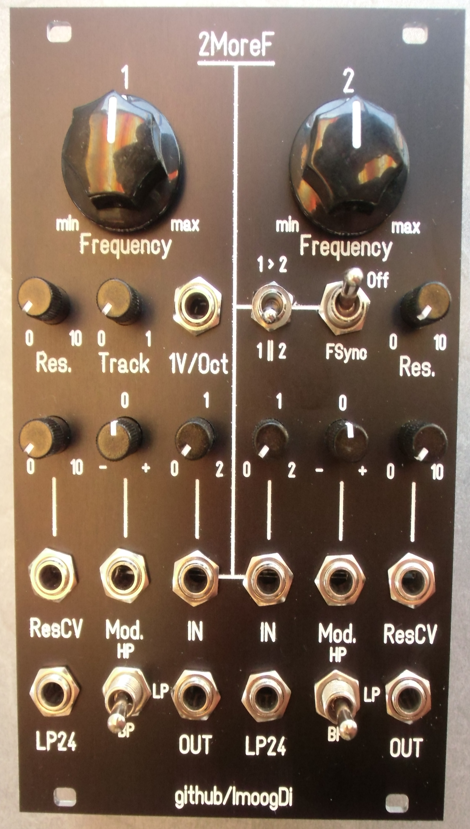 2MoreF
1 2
min max min max
Frequency Frequency
1 > 2
Off
0 10 0 1 1 || 2 FSync 0 10
Res. Track 1V/Oct Res.
0 1 1 0
0 10 - + 0 2 0 2 - + 0 10
ResCV Mod. IN IN Mod. ResCV
HP HP
LP LP
BP BP
LP24 OUT LP24 OUT
github/ImoogDi